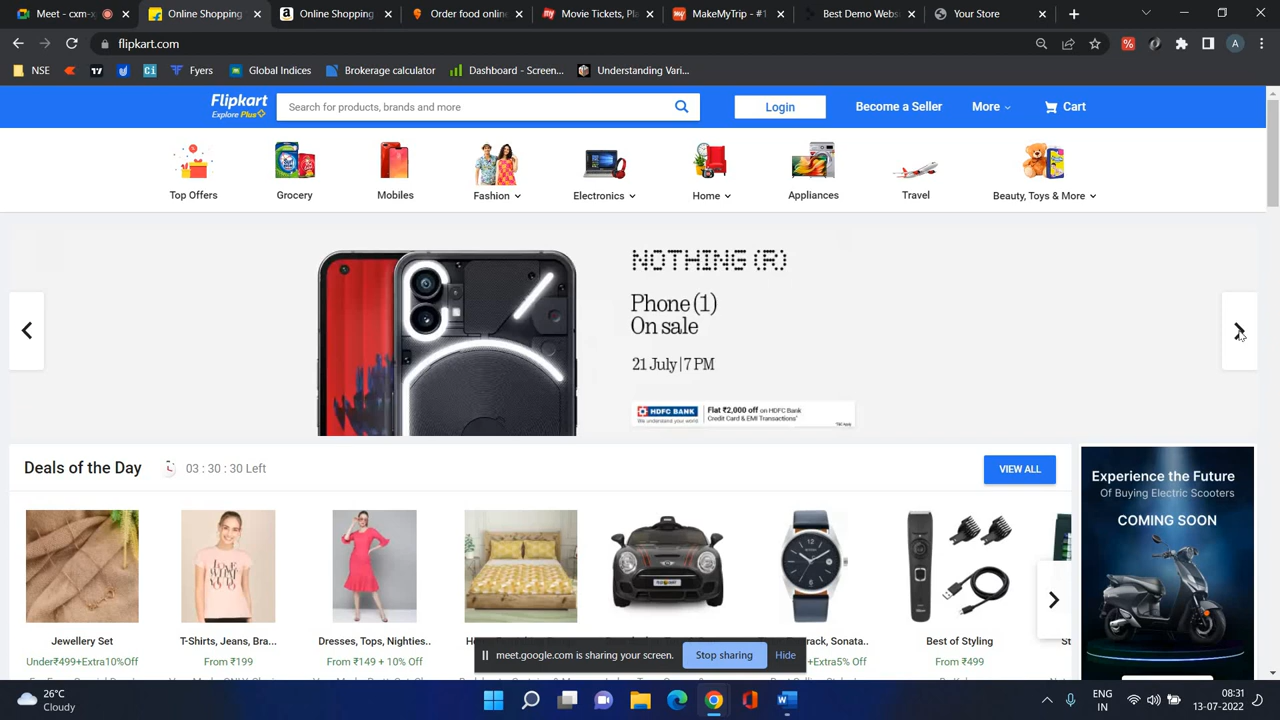 Meet - cxm-x
Online Shopping
Online Shopping
Order food onlin
Movie Tickets, Pla
MakeMyTrip - #1
Best Demo Websi
Your Store
flipkart.com
A
NSE
Fyers
Global Indices
Brokerage calculator
Dashboard - Screen...
Understanding Vari...
Flipkart
Explore Plus
Search for products, brands and more
Login
Become a Seller
More
Cart
Top Offers
Grocery
Mobiles
Fashion
Electronics
Home
Appliances
Travel
Beauty, Toys & More
NOTHING (R)
Phone (1)
On sale
21 July | 7 PM
HDFC BANK
We understand your world
Flat ₹2,000 off on HDFC Bank
Credit Card & EMI Transactions*
*T&C Apply
Deals of the Day
03 : 30 : 30 Left
VIEW ALL
Experience the Future
Of Buying Electric Scooters
COMING SOON
Jewellery Set
T-Shirts, Jeans, Bra...
Dresses, Tops, Nighties..
Best of Styling
Under₹499+Extra10%Off
From ₹199
From ₹149 + 10% Off
+Extra5% Off
From ₹499
meet.google.com is sharing your screen.
Stop sharing
Hide
26°C
Cloudy
ENG
IN
08:31
13-07-2022